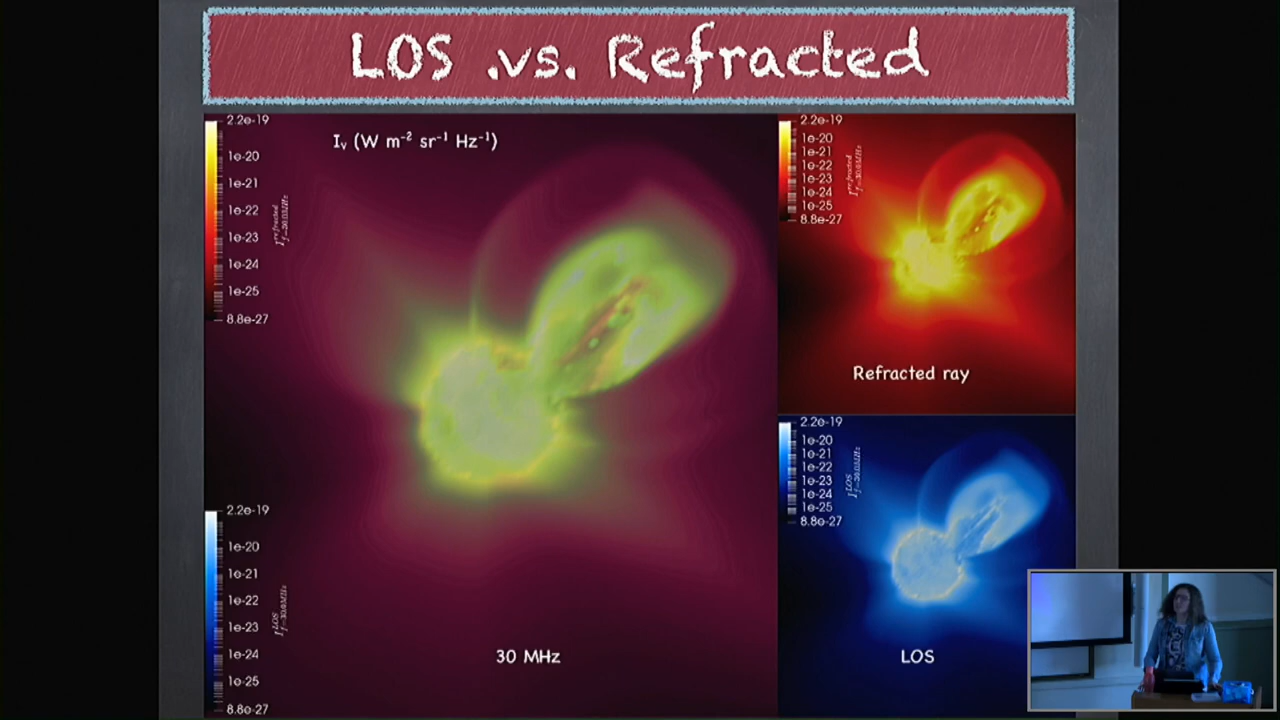 LOS .vs. Refracted
2.2e-19
1e-20
1e-21
1e-22
1e-23
1e-24
1e-25
8.8e-27
Iᵥ (W m⁻² sr⁻¹ Hz⁻¹)
2.2e-19
1e-20
1e-21
1e-22
1e-23
1e-24
1e-25
8.8e-27
30 MHz
2.2e-19
1e-20
1e-21
1e-22
1e-23
1e-24
1e-25
8.8e-27
Refracted ray
2.2e-19
1e-20
1e-21
1e-22
1e-23
1e-24
1e-25
8.8e-27
LOS